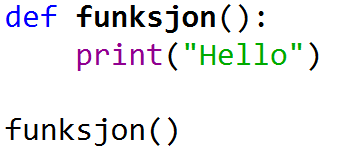 def funksjon():
    print("Hello")

funksjon()